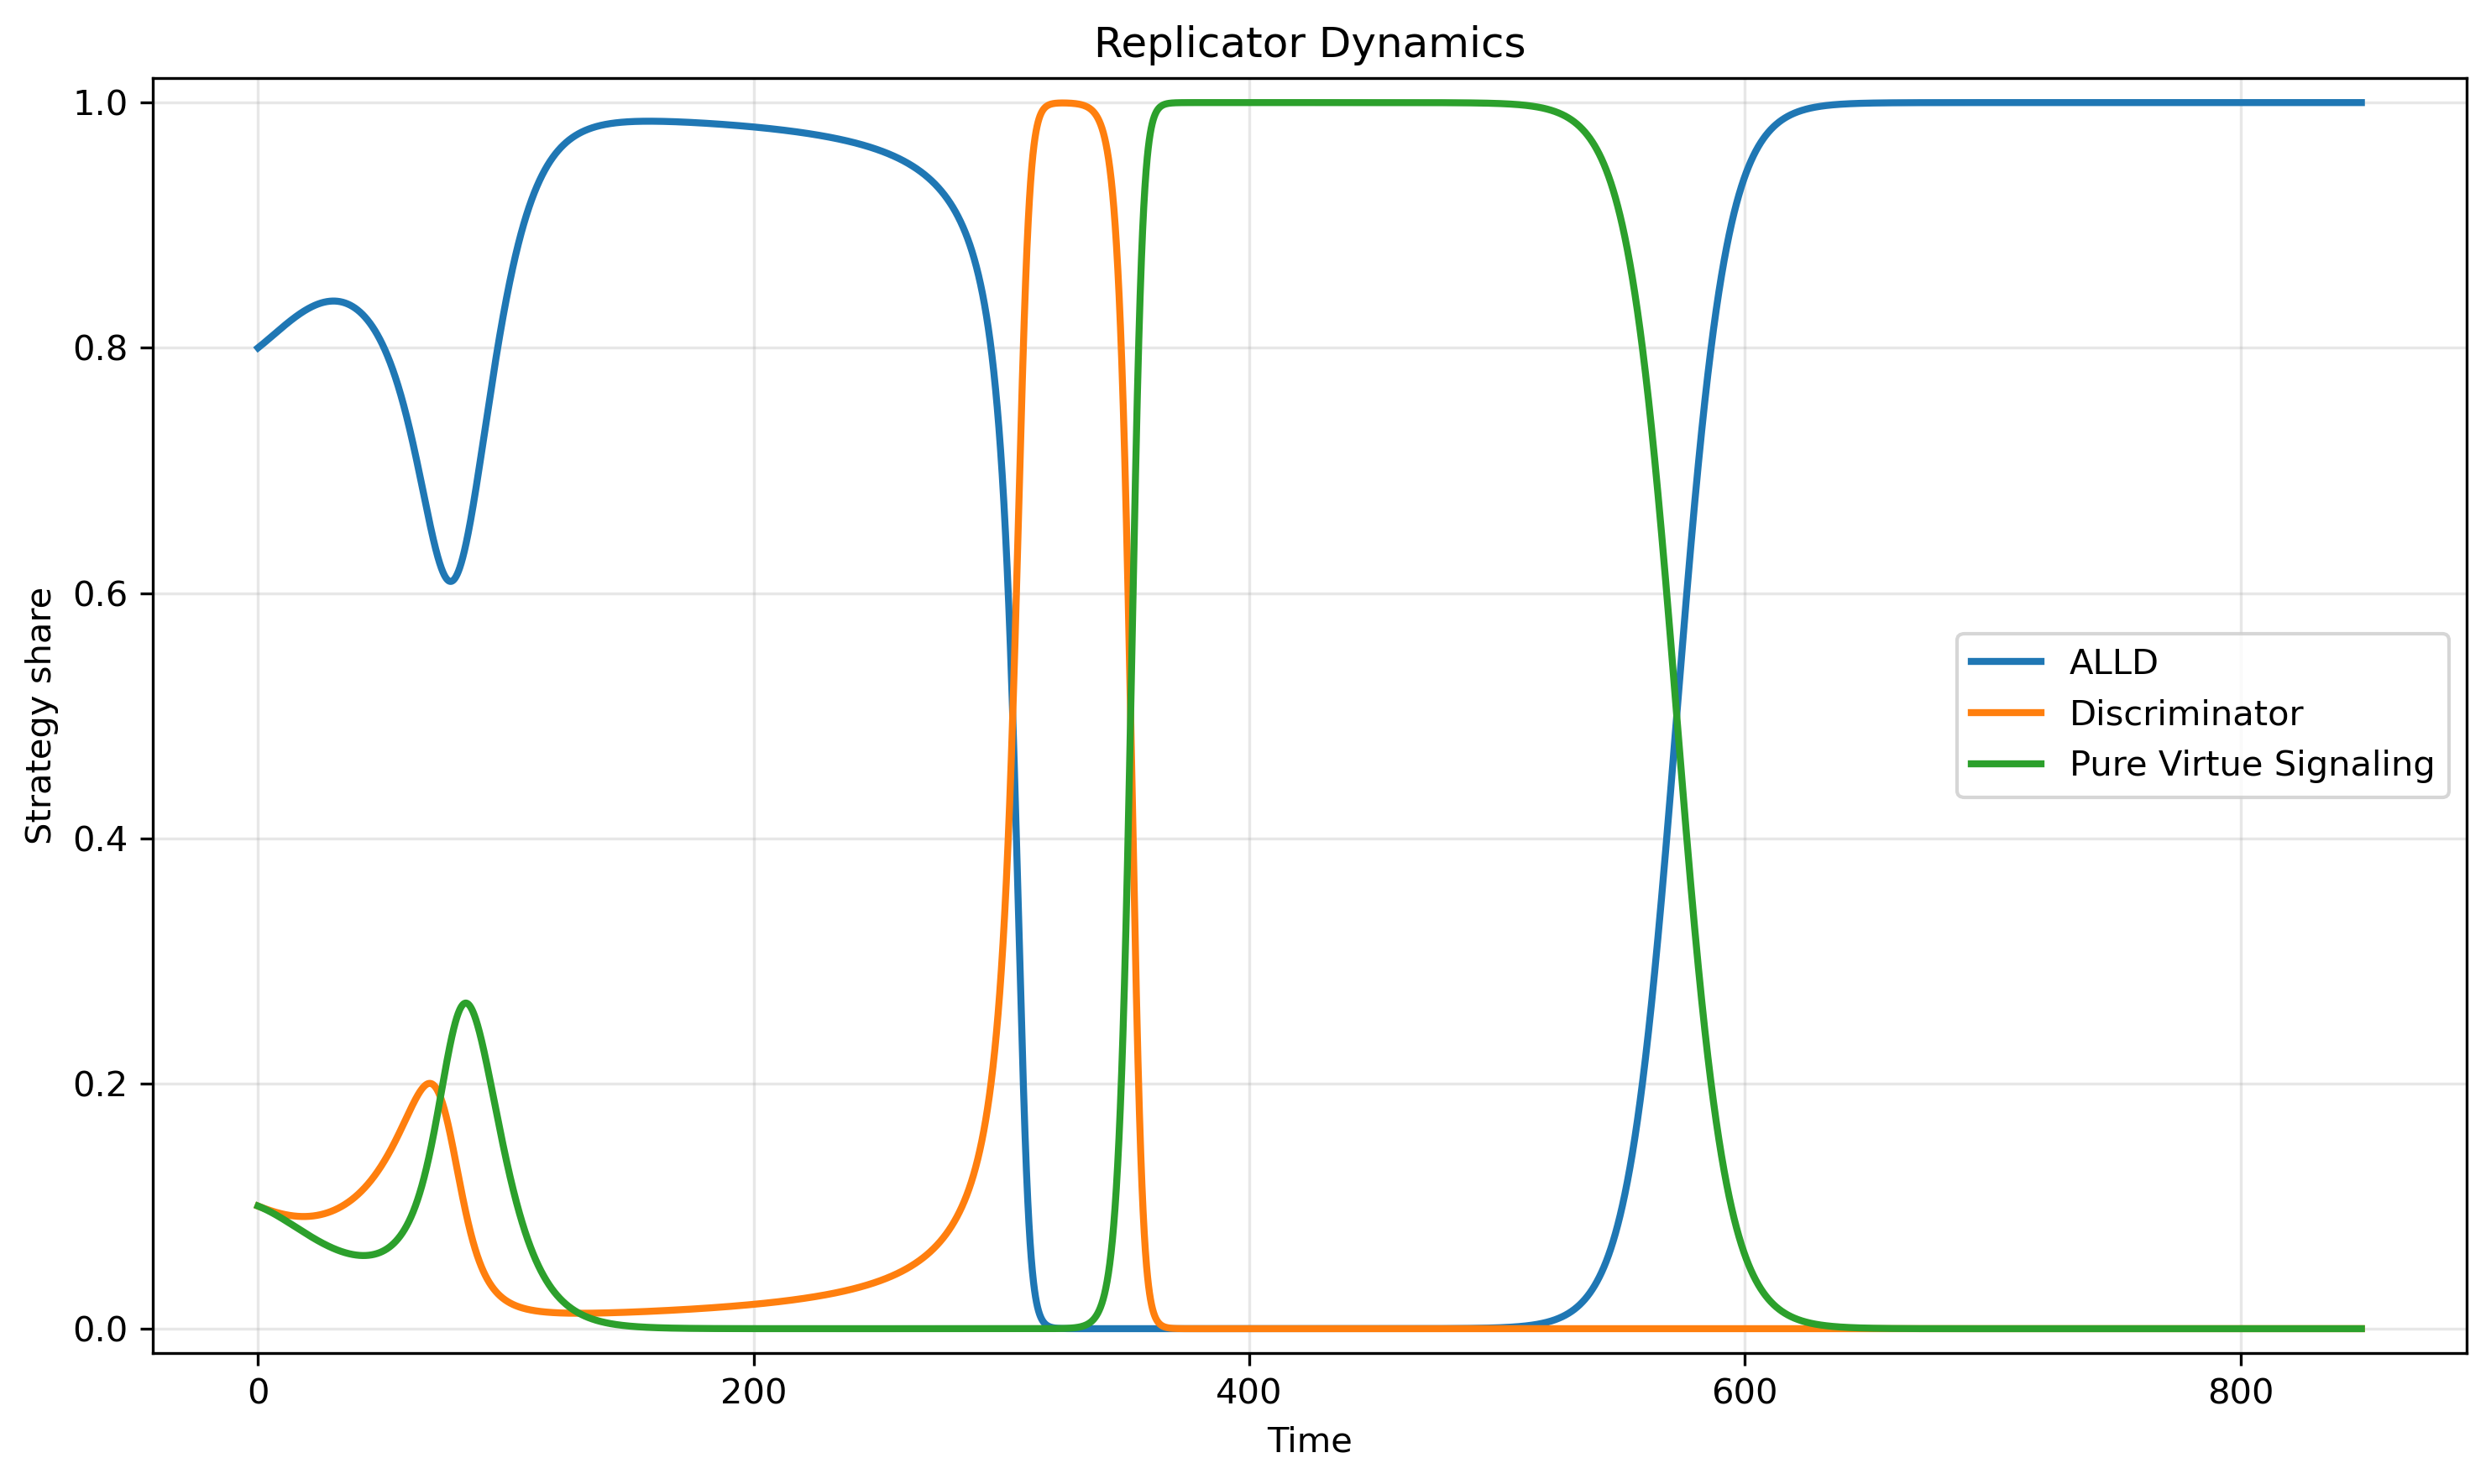 Replicator Dynamics
1.0
0.8
0.6
0.4
0.2
0.0
Strategy share
ALLD
Discriminator
Pure Virtue Signaling
0 200 400 600 800
Time